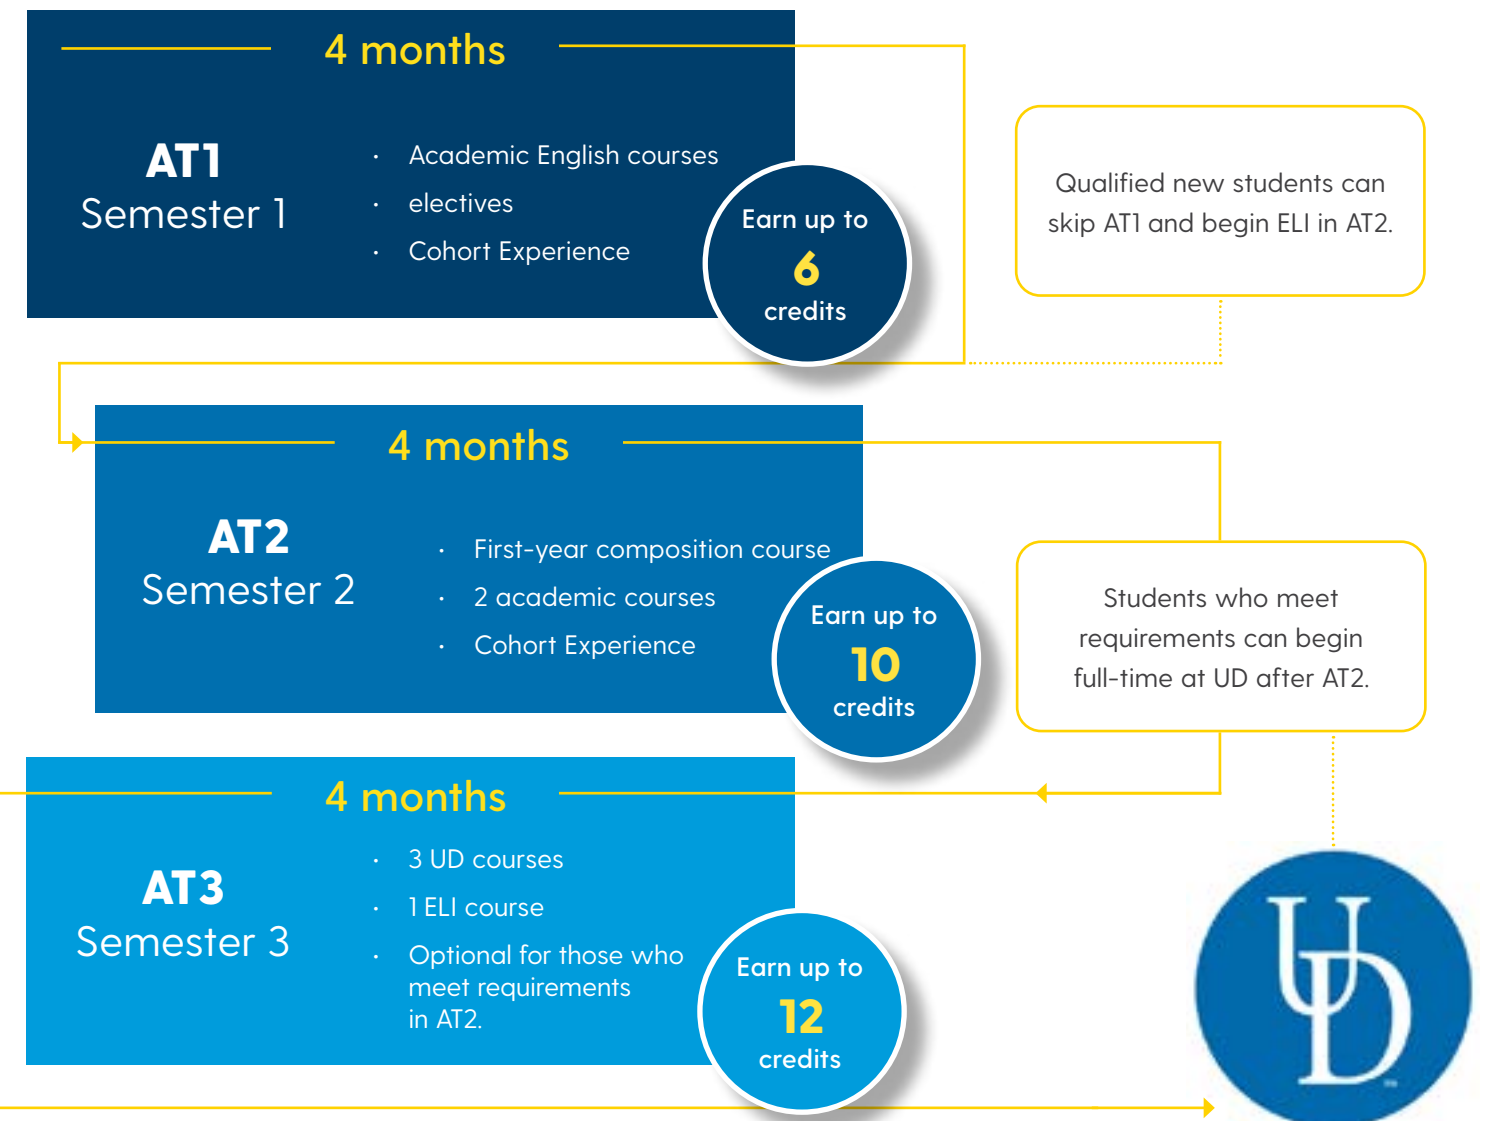 4 months
AT1
Semester 1
· Academic English courses
· electives
· Cohort Experience
Earn up to
6
credits
Qualified new students can
skip AT1 and begin ELI in AT2.
4 months
AT2
Semester 2
· First-year composition course
· 2 academic courses
· Cohort Experience
Earn up to
10
credits
Students who meet
requirements can begin
full-time at UD after AT2.
4 months
AT3
Semester 3
· 3 UD courses
· 1 ELI course
· Optional for those who
meet requirements
in AT2.
Earn up to
12
credits
UD